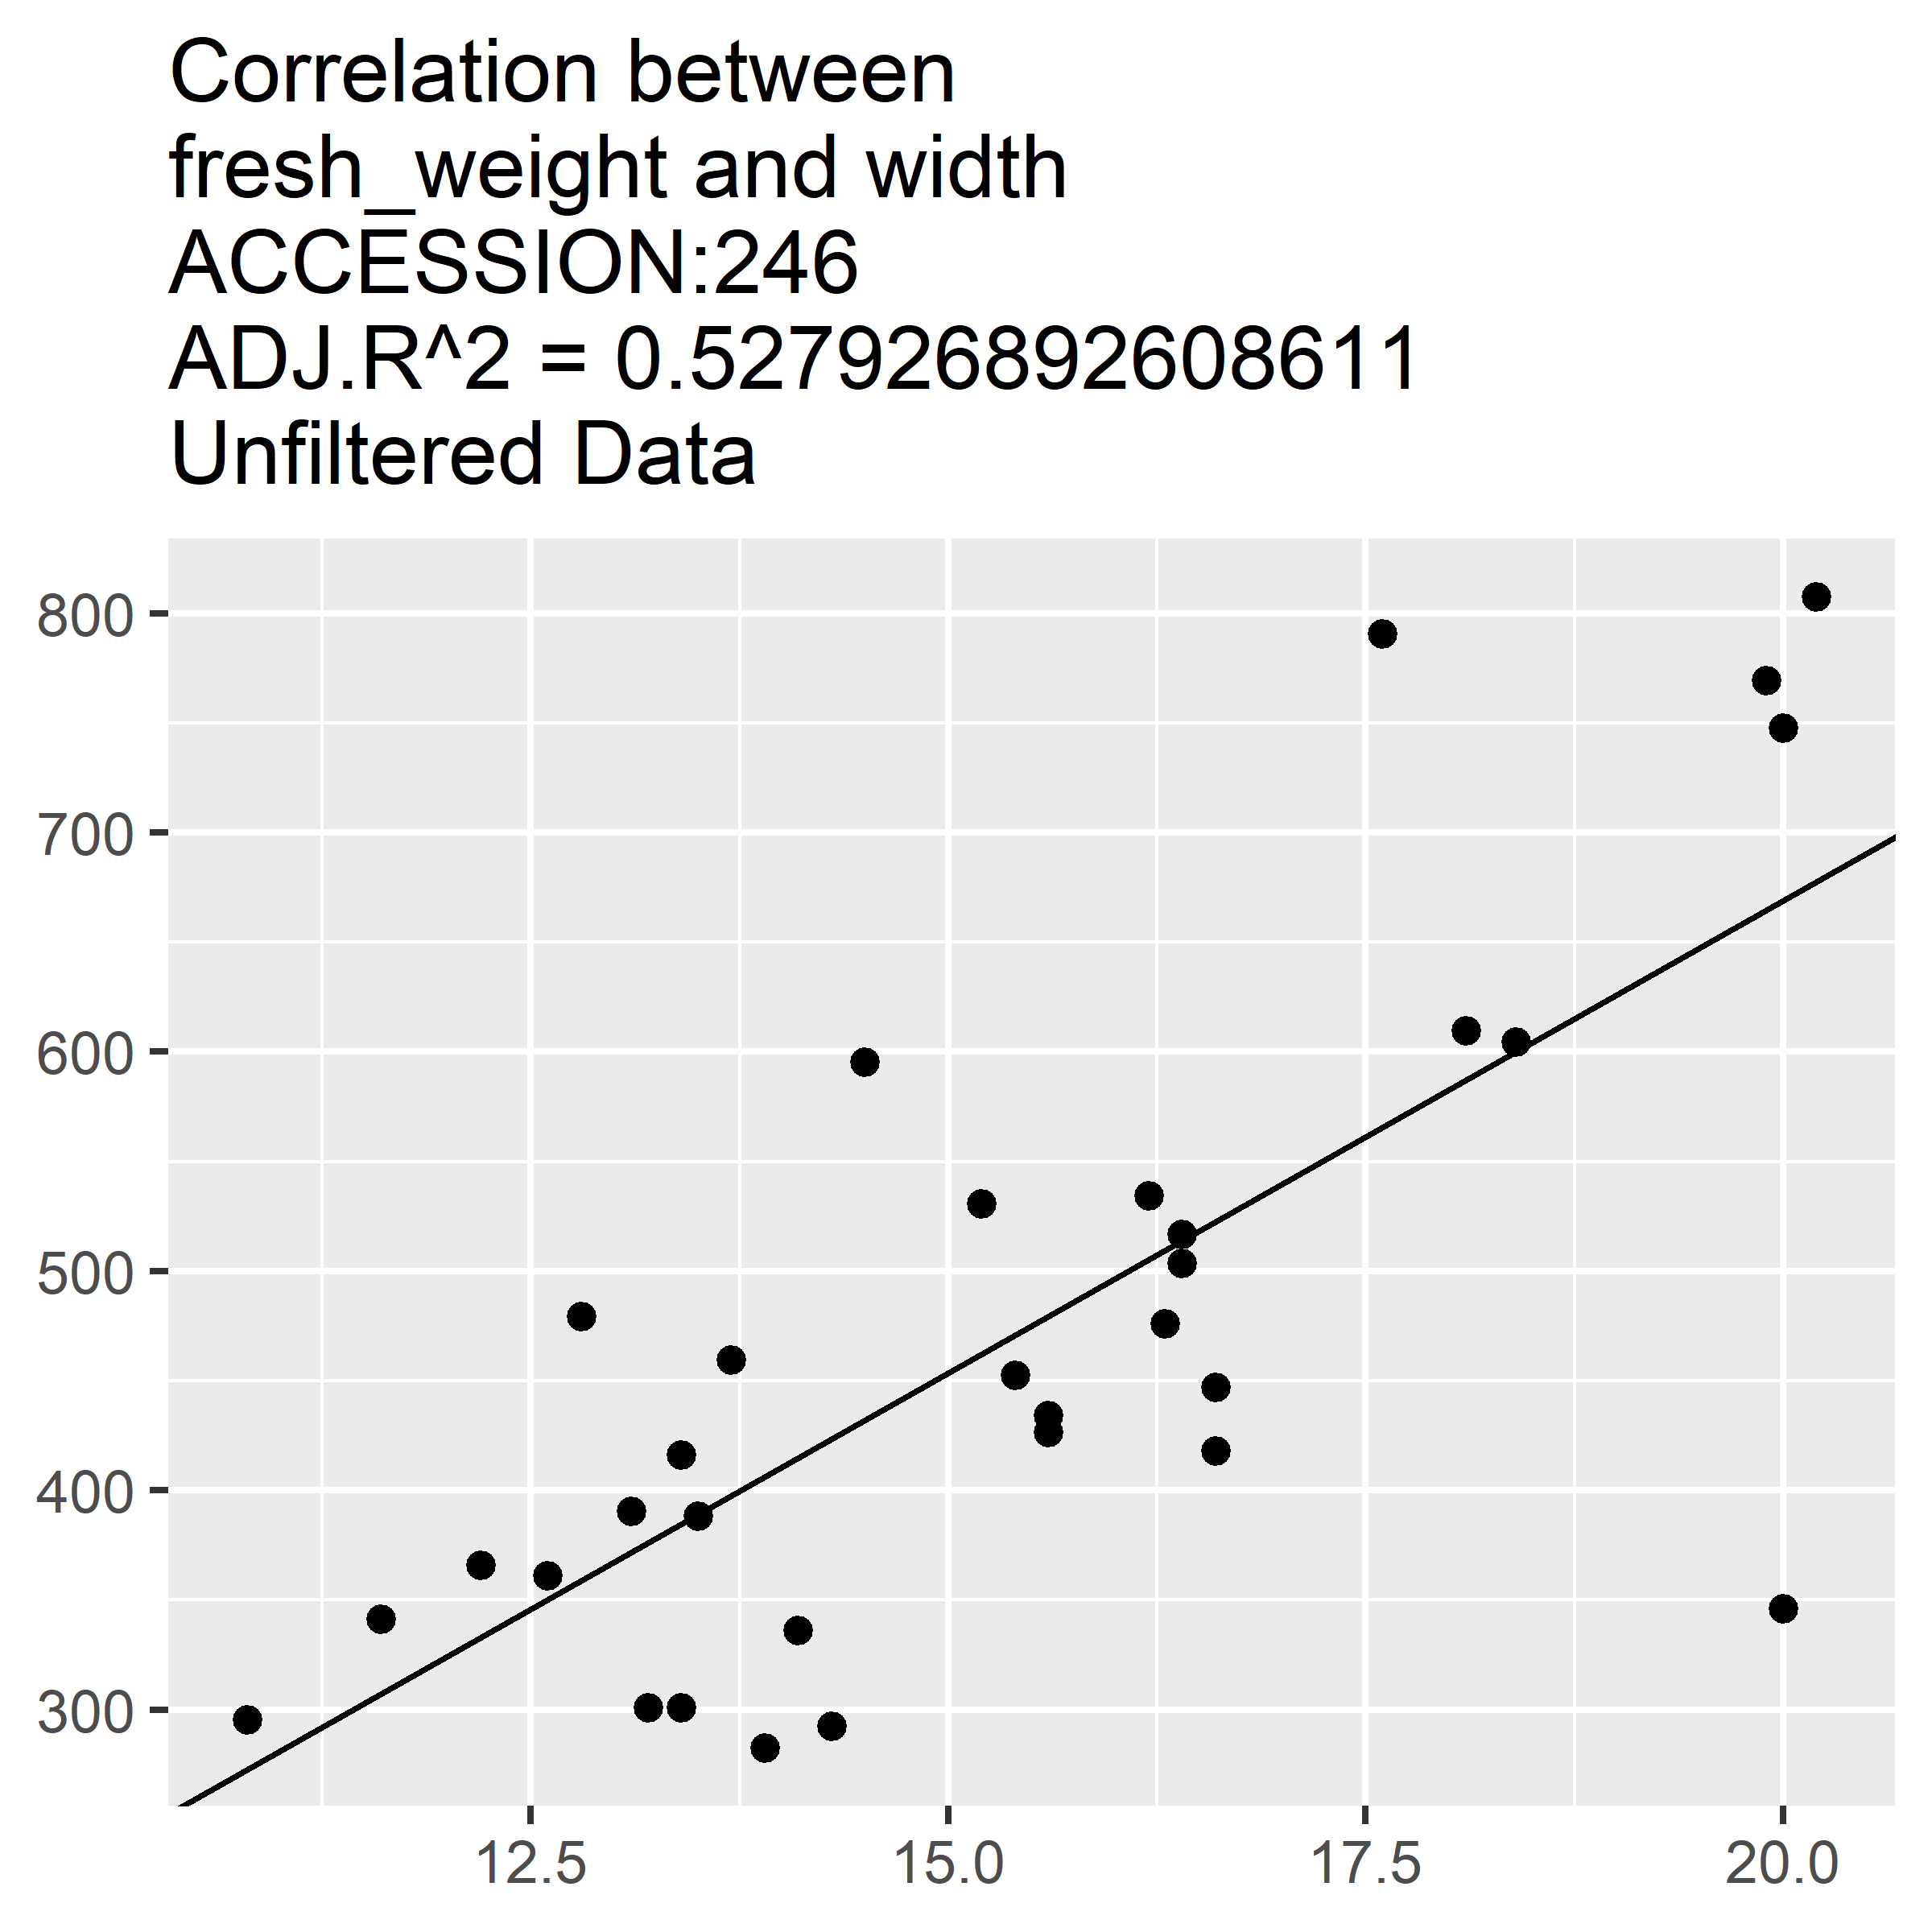 Correlation between
fresh_weight and width
ACCESSION:246
ADJ.R^2 = 0.527926892608611
Unfiltered Data
800
700
600
500
400
300
12.5 15.0 17.5 20.0